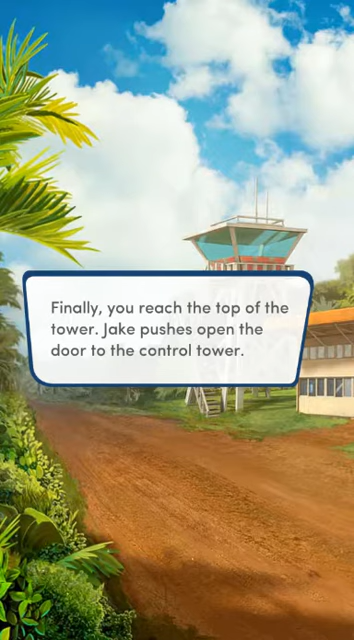 Finally, you reach the top of the
tower. Jake pushes open the
door to the control tower.